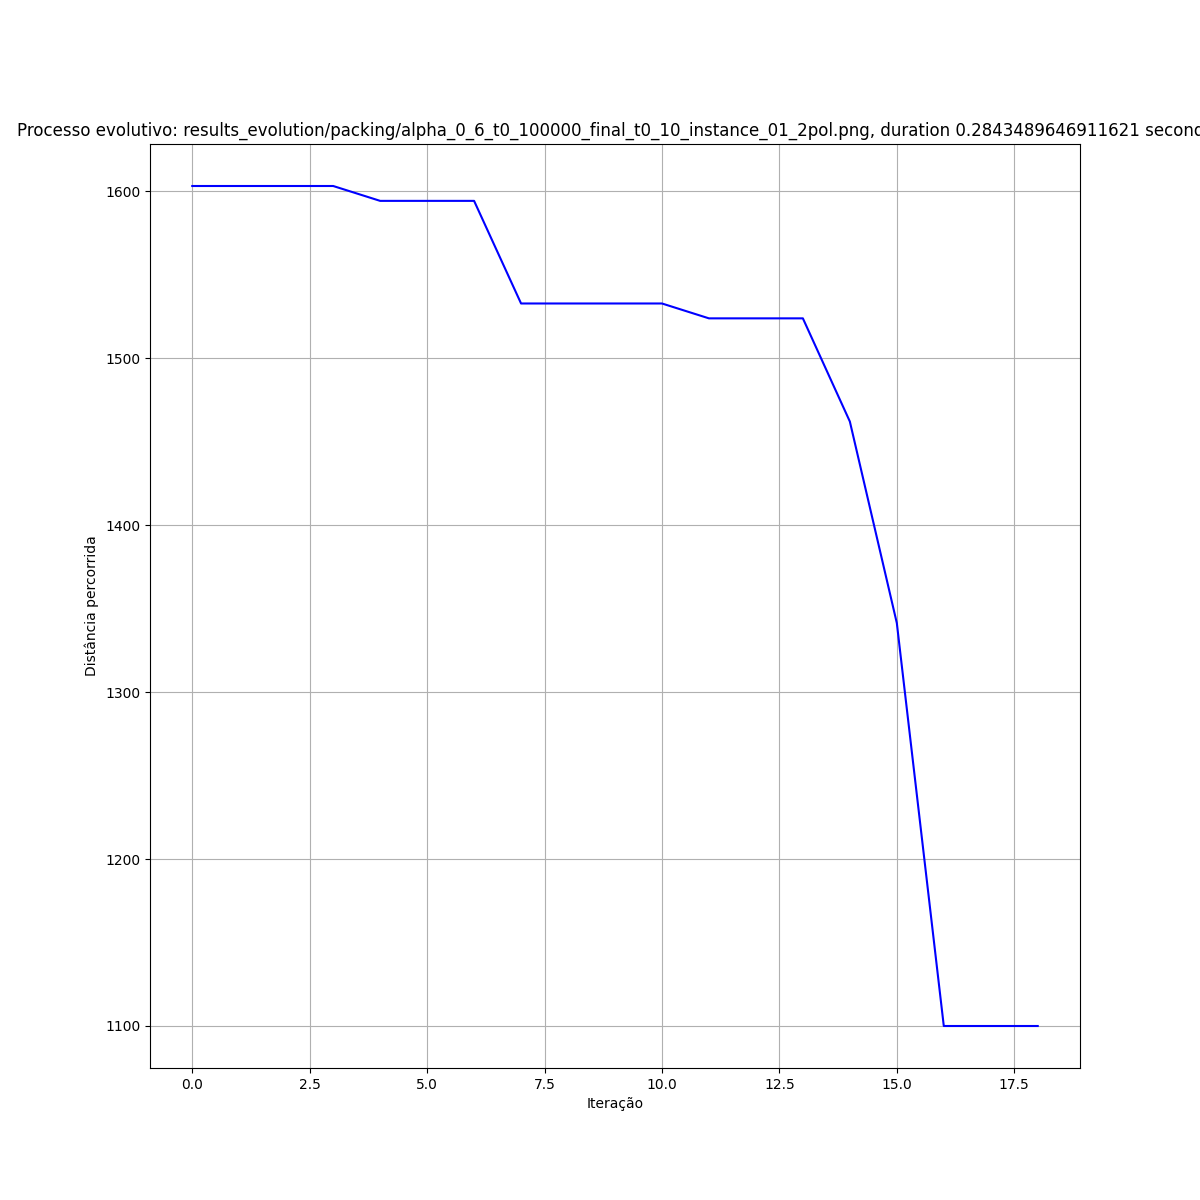 Processo evolutivo: results_evolution/packing/alpha_0_6_t0_100000_final_t0_10_instance_01_2pol.png, duration 0.2843489646911621
1600
1500
1400
1300
1200
1100
Distância percorrida
0.0 2.5 5.0 7.5 10.0 12.5 15.0 17.5
Iteração